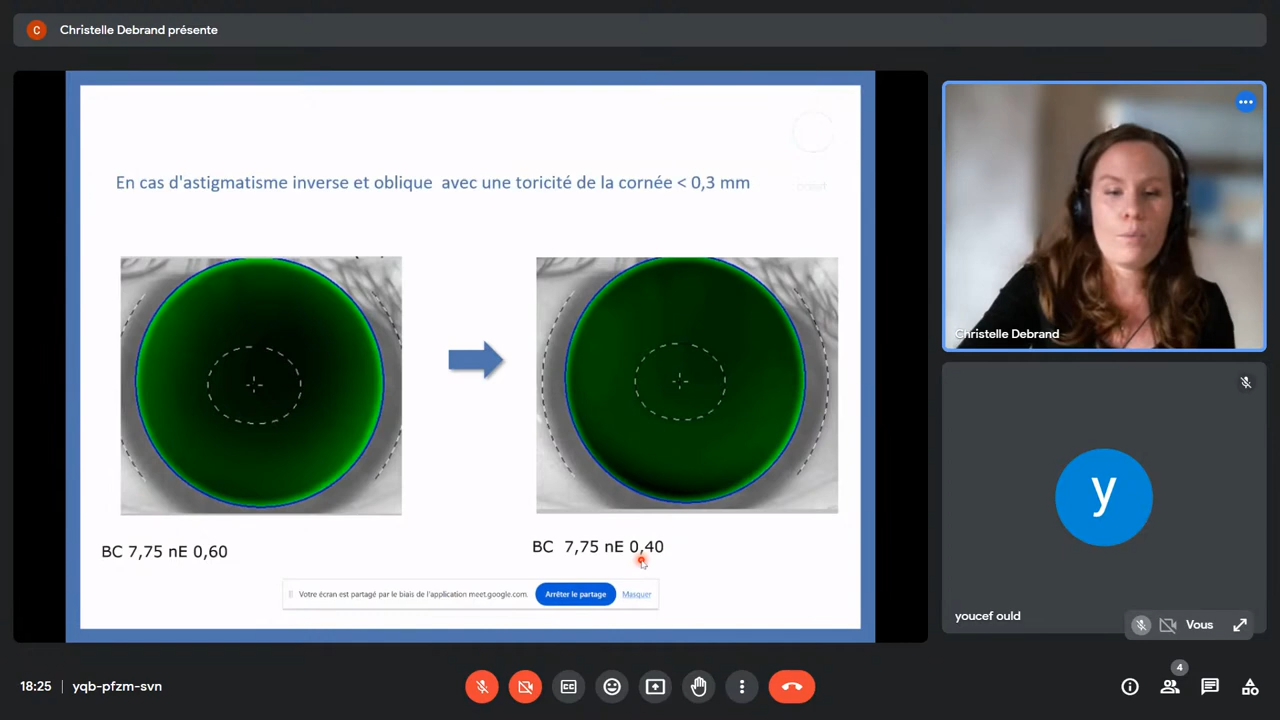 C
Christelle Debrand présente
En cas d'astigmatisme inverse et oblique avec une toricité de la cornée < 0,3 mm
BC 7,75 nE 0,60
BC 7,75 nE 0,40
Votre écran est partagé par le biais de l'application meet.google.com.
Arrêter le partage
Masquer
Christelle Debrand
y
youcef ould
Vous
18:25 | yqb-pfzm-svn
4